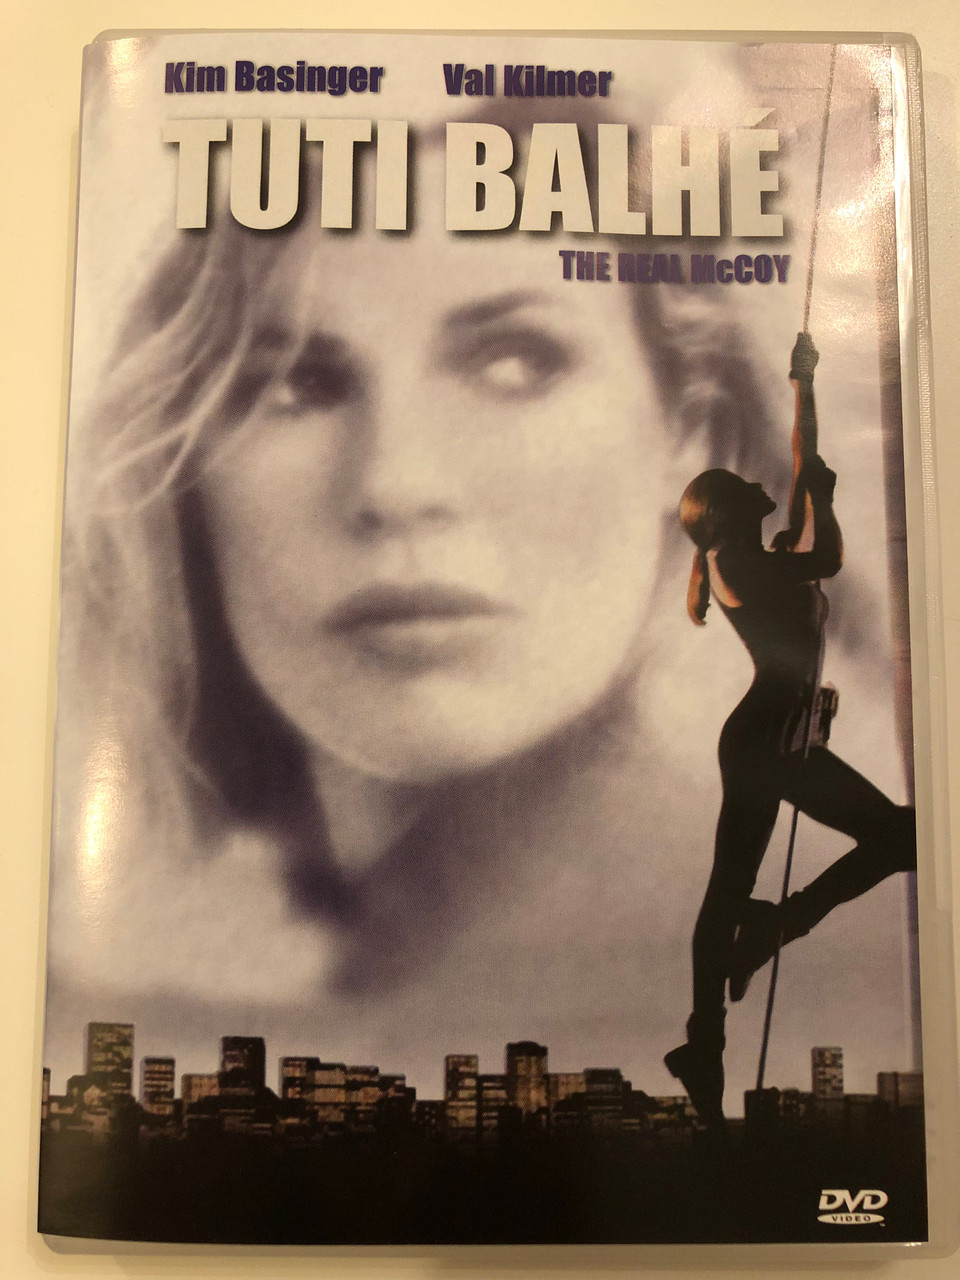 Kim Basinger Val Kilmer
TUTI BALHÉ
THE REAL McCOY
DVD
VIDEO